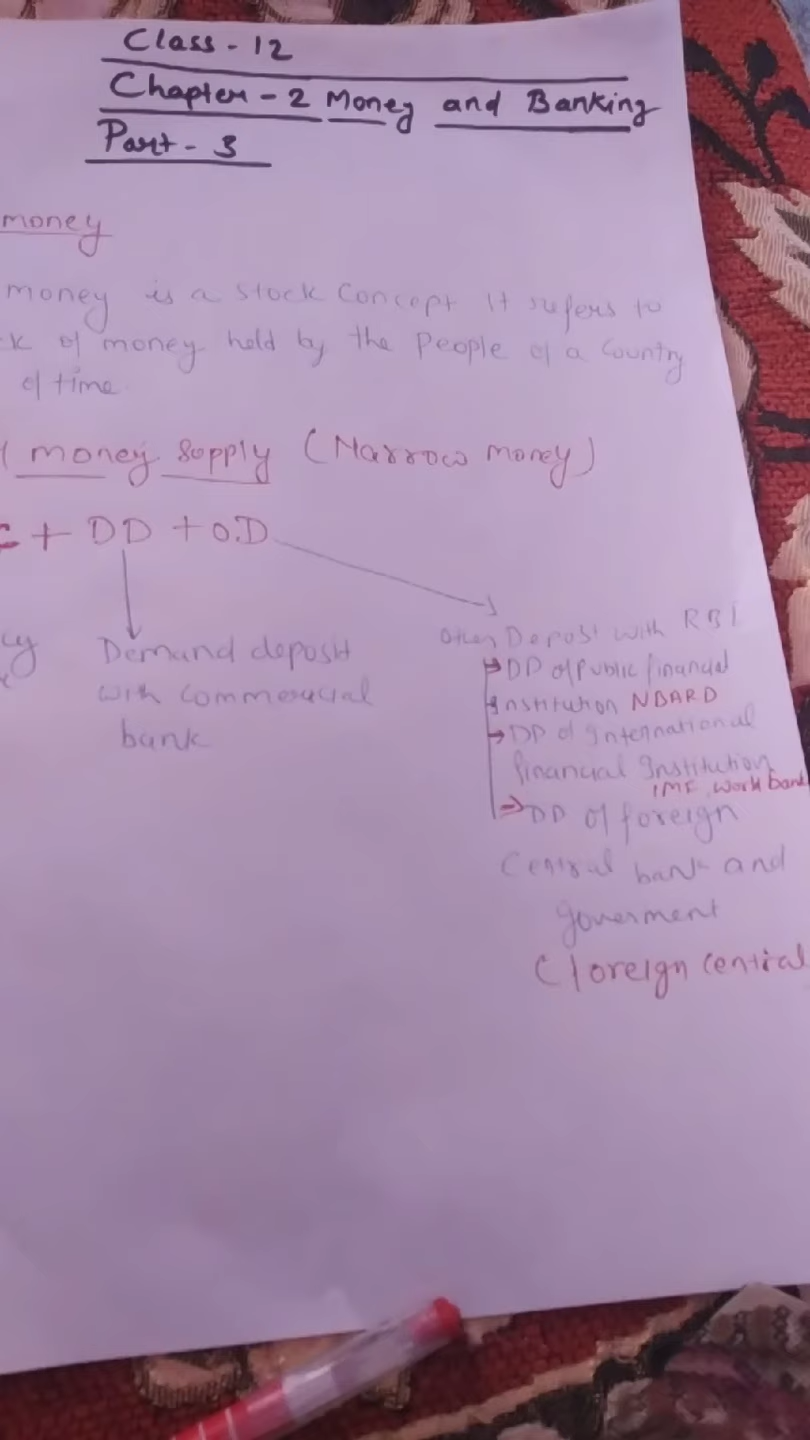 Class - 12
Chapter - 2 Money and Banking
Part - 3
money
money is a stock concept It refers to
k of money held by the People of a Country
of time
money supply (Narrow money)
C + DD + O.D
cy
Demand deposit
with commercial
bank
Other Deposit with RBI
DD of Public financial
Institution NBARD
DD of International
financial Institution
IMF, World bank
DD of foreign
Central bank and
Goverment
(foreign central